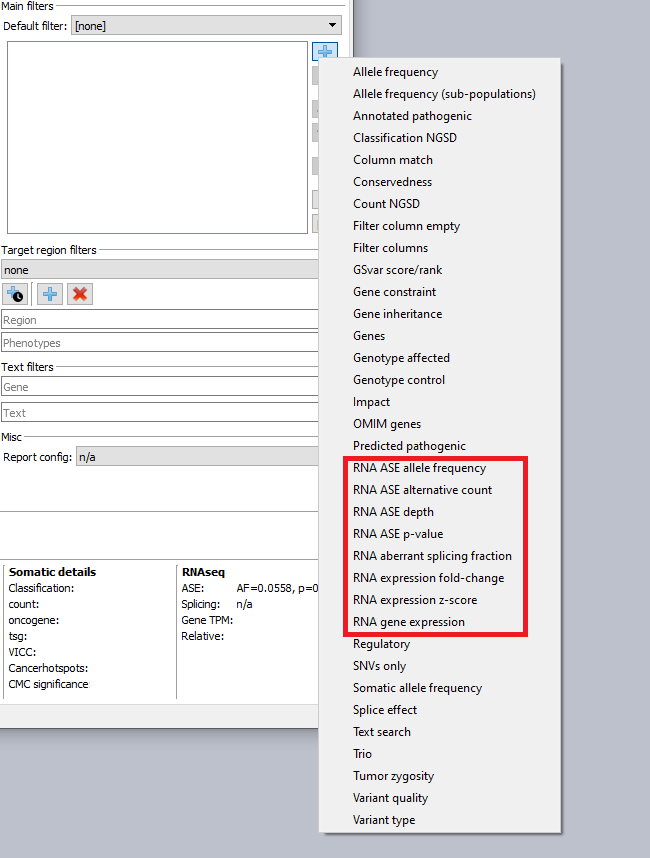 Main filters
Default filter: [none]
Target region filters
none
Region
Phenotypes
Text filters
Gene
Text
Misc
Report config: n/a
Somatic details
Classification:
count:
oncogene:
tsg:
VICC:
Cancerhotspots:
CMC significance
RNAseq
ASE: AF=0.0558, p=0
Splicing: n/a
Gene TPM:
Relative:
Allele frequency
Allele frequency (sub-populations)
Annotated pathogenic
Classification NGSD
Column match
Conservedness
Count NGSD
Filter column empty
Filter columns
GSvar score/rank
Gene constraint
Gene inheritance
Genes
Genotype affected
Genotype control
Impact
OMIM genes
Predicted pathogenic
RNA ASE allele frequency
RNA ASE alternative count
RNA ASE depth
RNA ASE p-value
RNA aberrant splicing fraction
RNA expression fold-change
RNA expression z-score
RNA gene expression
Regulatory
SNVs only
Somatic allele frequency
Splice effect
Text search
Trio
Tumor zygosity
Variant quality
Variant type